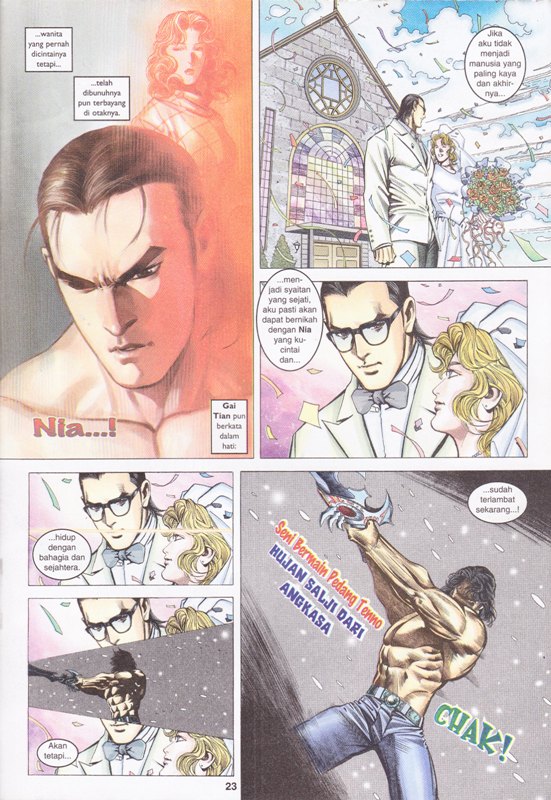 ...wanita
yang pernah
dicintainya
tetapi...
...telah
dibunuhnya
pun terbayang
di otaknya.
Nia...!
Gai
Tian pun
berkata
dalam
hati:
Jika
aku tidak
menjadi
manusia yang
paling kaya
dan akhir-
nya...
...men-
jadi syaitan
yang sejati,
aku pasti akan
dapat bernikah
dengan Nia
yang ku-
cintai
dan...
...hidup
dengan
bahagia dan
sejahtera.
Akan
tetapi...
...sudah
terlambat
sekarang...!
Seni Bermain Pedang Tenno
HUJAN SALJI DARI
ANGKASA
CHAK!
23